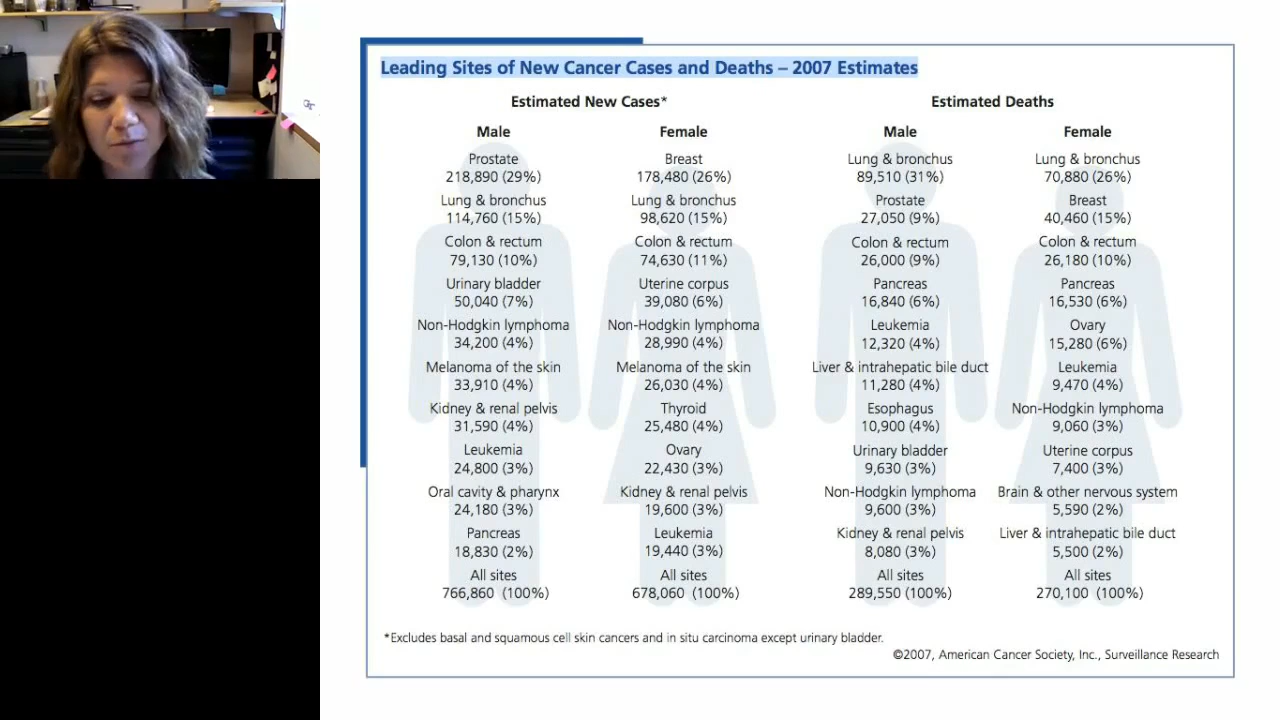 Leading Sites of New Cancer Cases and Deaths – 2007 Estimates
Estimated New Cases*
Estimated Deaths
Male
Female
Male
Female
Prostate
218,890 (29%)
Lung & bronchus
114,760 (15%)
Colon & rectum
79,130 (10%)
Urinary bladder
50,040 (7%)
Non-Hodgkin lymphoma
34,200 (4%)
Melanoma of the skin
33,910 (4%)
Kidney & renal pelvis
31,590 (4%)
Leukemia
24,800 (3%)
Oral cavity & pharynx
24,180 (3%)
Pancreas
18,830 (2%)
All sites
766,860 (100%)
Breast
178,480 (26%)
Lung & bronchus
98,620 (15%)
Colon & rectum
74,630 (11%)
Uterine corpus
39,080 (6%)
Non-Hodgkin lymphoma
28,990 (4%)
Melanoma of the skin
26,030 (4%)
Thyroid
25,480 (4%)
Ovary
22,430 (3%)
Kidney & renal pelvis
19,600 (3%)
Leukemia
19,440 (3%)
All sites
678,060 (100%)
Lung & bronchus
89,510 (31%)
Prostate
27,050 (9%)
Colon & rectum
26,000 (9%)
Pancreas
16,840 (6%)
Leukemia
12,320 (4%)
Liver & intrahepatic bile duct
11,280 (4%)
Esophagus
10,900 (4%)
Urinary bladder
9,630 (3%)
Non-Hodgkin lymphoma
9,600 (3%)
Kidney & renal pelvis
8,080 (3%)
All sites
289,550 (100%)
Lung & bronchus
70,880 (26%)
Breast
40,460 (15%)
Colon & rectum
26,180 (10%)
Pancreas
16,530 (6%)
Ovary
15,280 (6%)
Leukemia
9,470 (4%)
Non-Hodgkin lymphoma
9,060 (3%)
Uterine corpus
7,400 (3%)
Brain & other nervous system
5,590 (2%)
Liver & intrahepatic bile duct
5,500 (2%)
All sites
270,100 (100%)
*Excludes basal and squamous cell skin cancers and in situ carcinoma except urinary bladder.
©2007, American Cancer Society, Inc., Surveillance Research